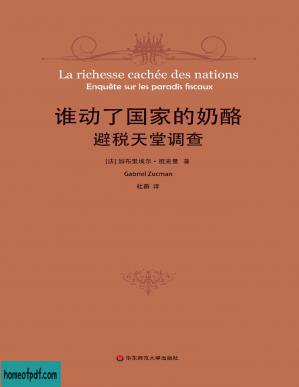 La richesse cachée des nations
Enquête sur les paradis fiscaux
谁动了国家的奶酪
避税天堂调查
[法] 加布里埃尔·祖克曼 著
Gabriel Zucman
杜蘅 译
华东师范大学出版社
homeofpdf.com